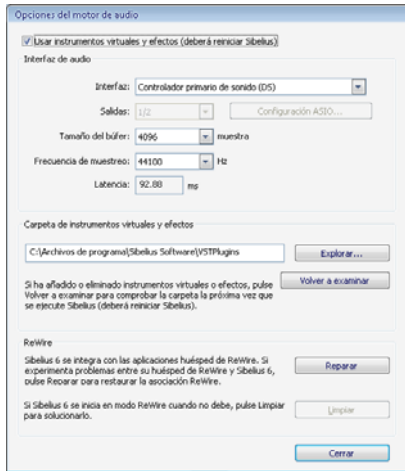 Opciones del motor de audio
Usar instrumentos virtuales y efectos (deberá reiniciar Sibelius)
Interfaz de audio
Interfaz: Controlador primario de sonido (DS)
Salidas: 1/2 Configuración ASIO...
Tamaño del búfer: 4096 muestra
Frecuencia de muestreo: 44100 Hz
Latencia: 92.88 ms
Carpeta de instrumentos virtuales y efectos
C:\Archivos de programa\Sibelius Software\VSTPlugins Explorar...
Si ha añadido o eliminado instrumentos virtuales o efectos, pulse Volver a examinar
Volver a examinar para comprobar la carpeta la próxima vez que
se ejecute Sibelius (deberá reiniciar Sibelius).
ReWire
Sibelius 6 se integra con las aplicaciones huésped de ReWire. Si
experimenta problemas entre su huésped de ReWire y Sibelius 6, Reparar
pulse Reparar para restaurar la asociación ReWire.
Si Sibelius 6 se inicia en modo ReWire cuando no debe, pulse Limpiar Limpiar
para solucionarlo.
Cerrar